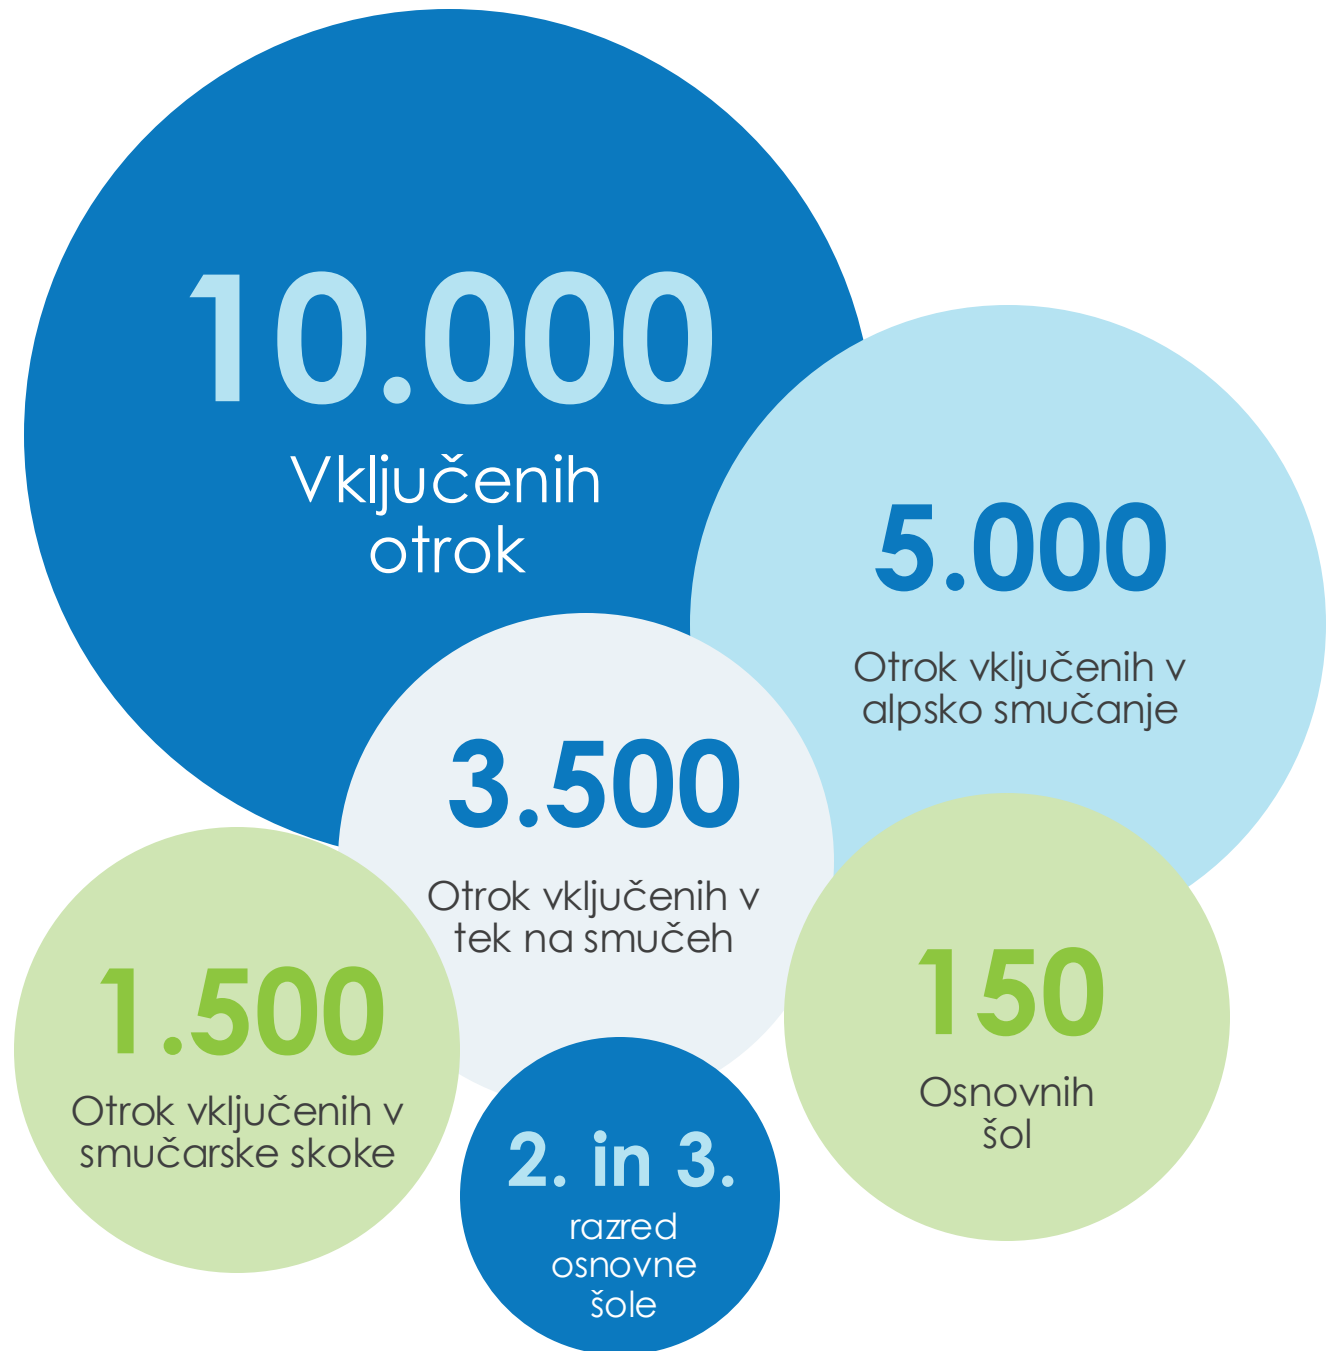 10.000
Vključenih
otrok
5.000
Otrok vključenih v
alpsko smučanje
3.500
Otrok vključenih v
tek na smučeh
1.500
Otrok vključenih v
smučarske skoke
150
Osnovnih
šol
2. in 3.
razred
osnovne
šole